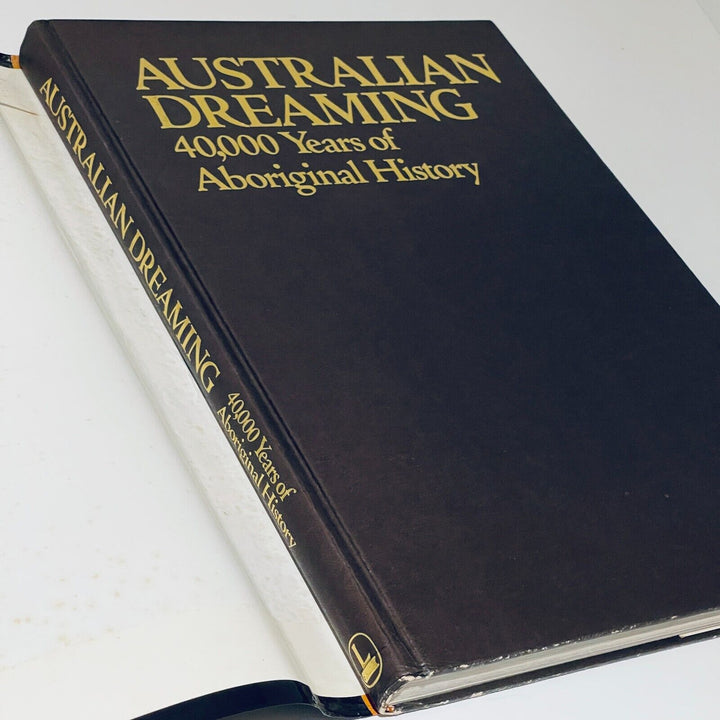 AUSTRALIAN
DREAMING
40,000 Years of
Aboriginal History
AUSTRALIAN DREAMING
40,000 Years of
Aboriginal History
L